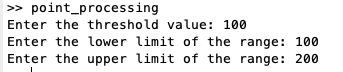 >> point_processing
Enter the threshold value: 100
Enter the lower limit of the range: 100
Enter the upper limit of the range: 200